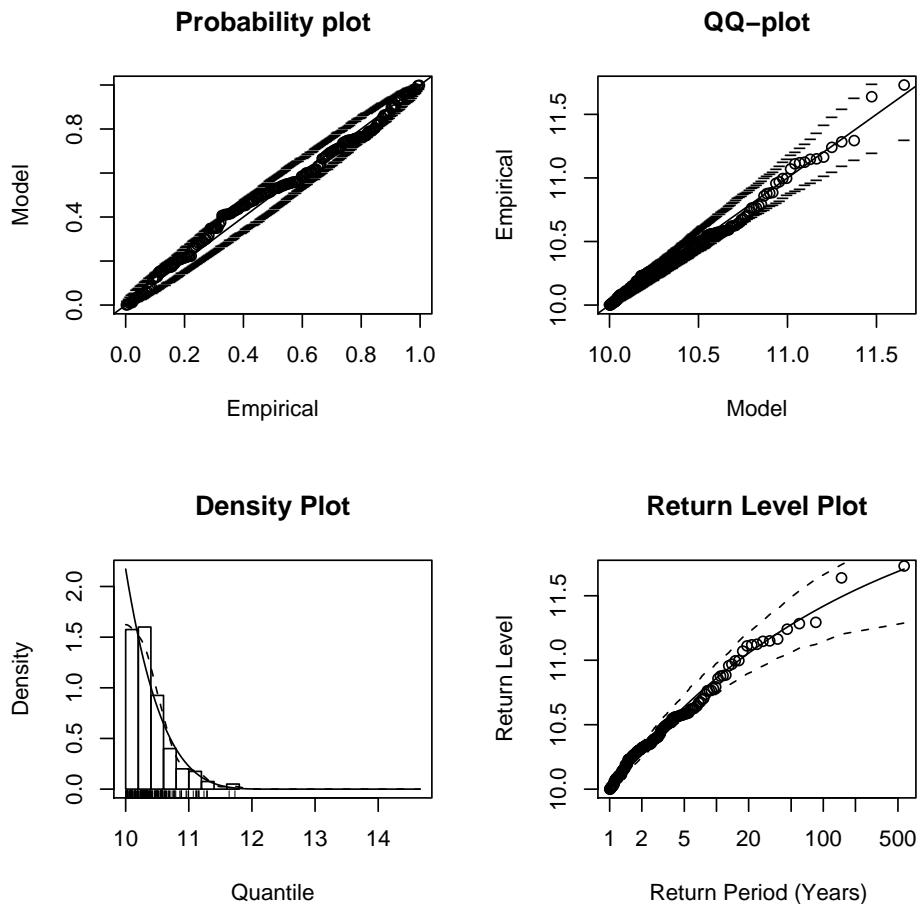 Probability plot
Model
0.0 0.4 0.8
0.0 0.2 0.4 0.6 0.8 1.0
Empirical
QQ−plot
Empirical
10.0 10.5 11.0 11.5
10.0 10.5 11.0 11.5
Model
Density Plot
Density
0.0 0.5 1.0 1.5 2.0
10 11 12 13 14
Quantile
Return Level Plot
Return Level
10.0 10.5 11.0 11.5
1 2 5 20 100 500
Return Period (Years)